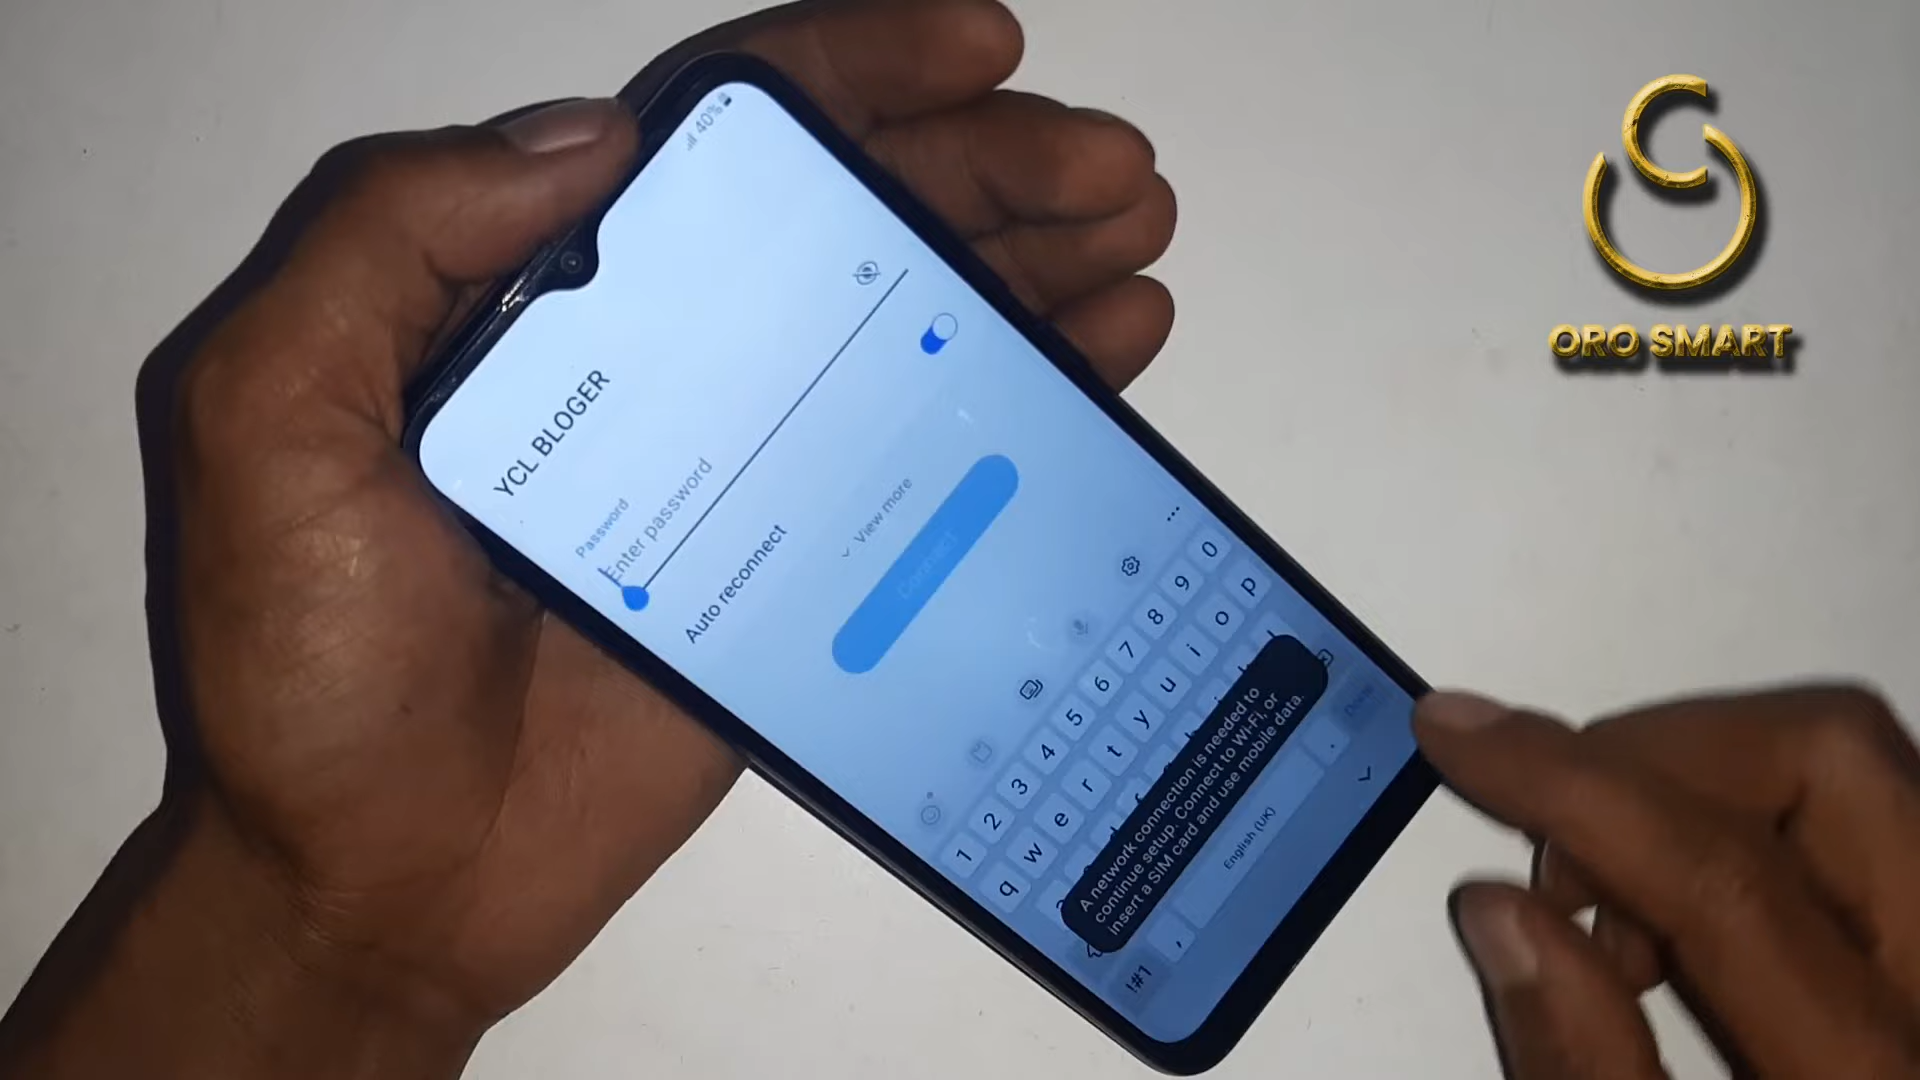 40%
YCL BLOGER
Password
Enter password
Auto reconnect
View more
Connect
1 2 3 4 5 6 7 8 9 0
q w e r t y u i o p
A network connection is needed to
continue setup. Connect to Wi-Fi, or
insert a SIM card and use mobile data.
Done
!#1 , English (UK) .
ORO SMART